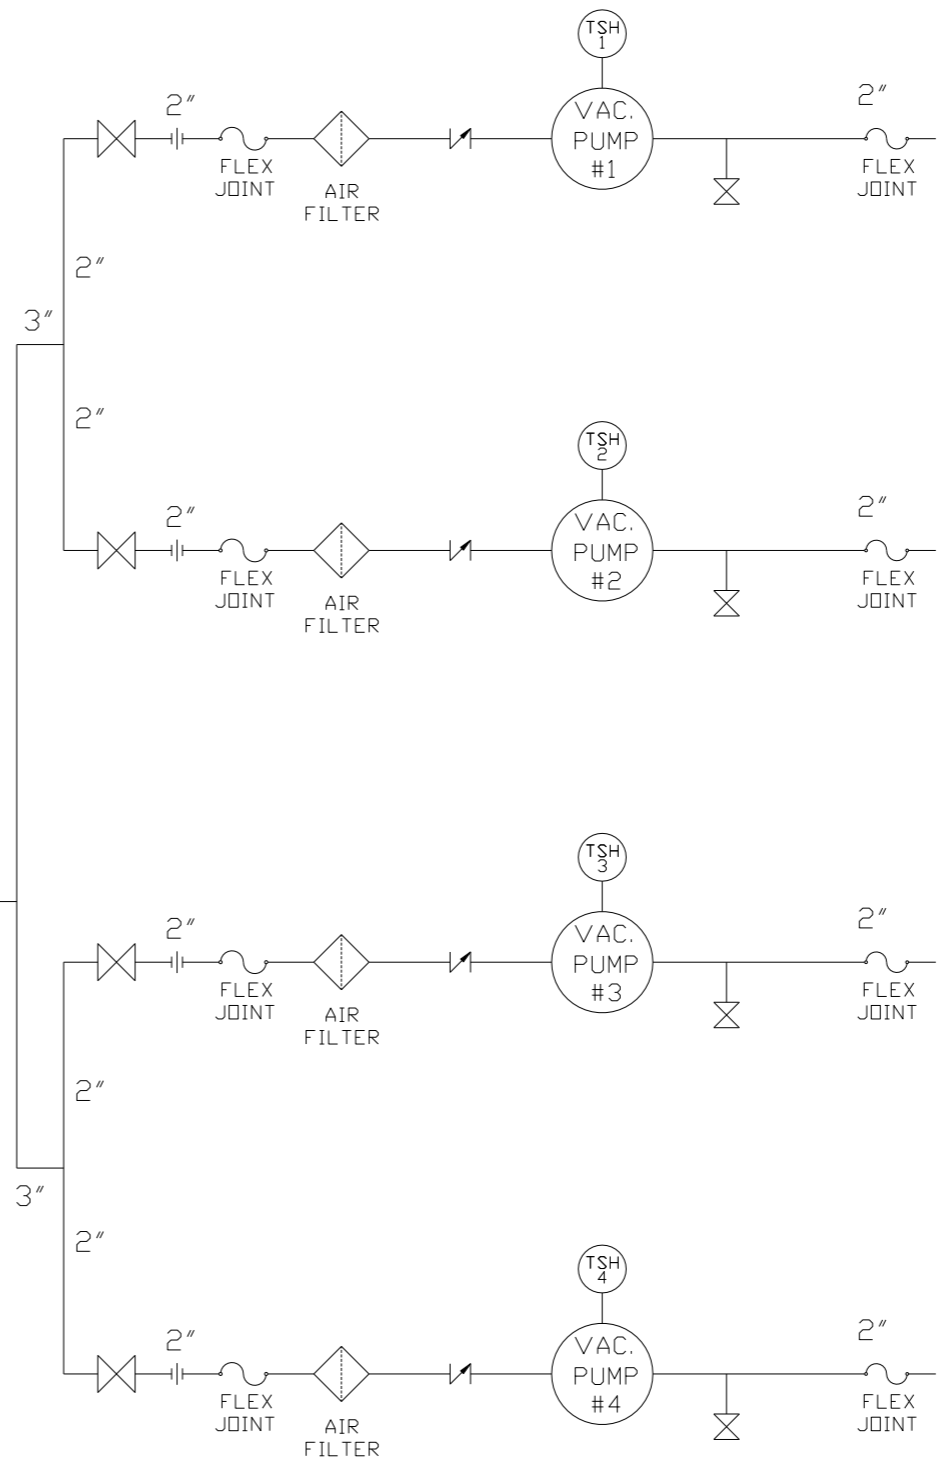 TSH
1
2″
VAC.
PUMP
#1
2″
FLEX
JOINT
AIR
FILTER
FLEX
JOINT
2″
3″
2″
TSH
2
2″
VAC.
PUMP
#2
2″
FLEX
JOINT
AIR
FILTER
FLEX
JOINT
TSH
3
2″
VAC.
PUMP
#3
2″
FLEX
JOINT
AIR
FILTER
FLEX
JOINT
2″
3″
2″
TSH
4
2″
VAC.
PUMP
#4
2″
FLEX
JOINT
AIR
FILTER
FLEX
JOINT